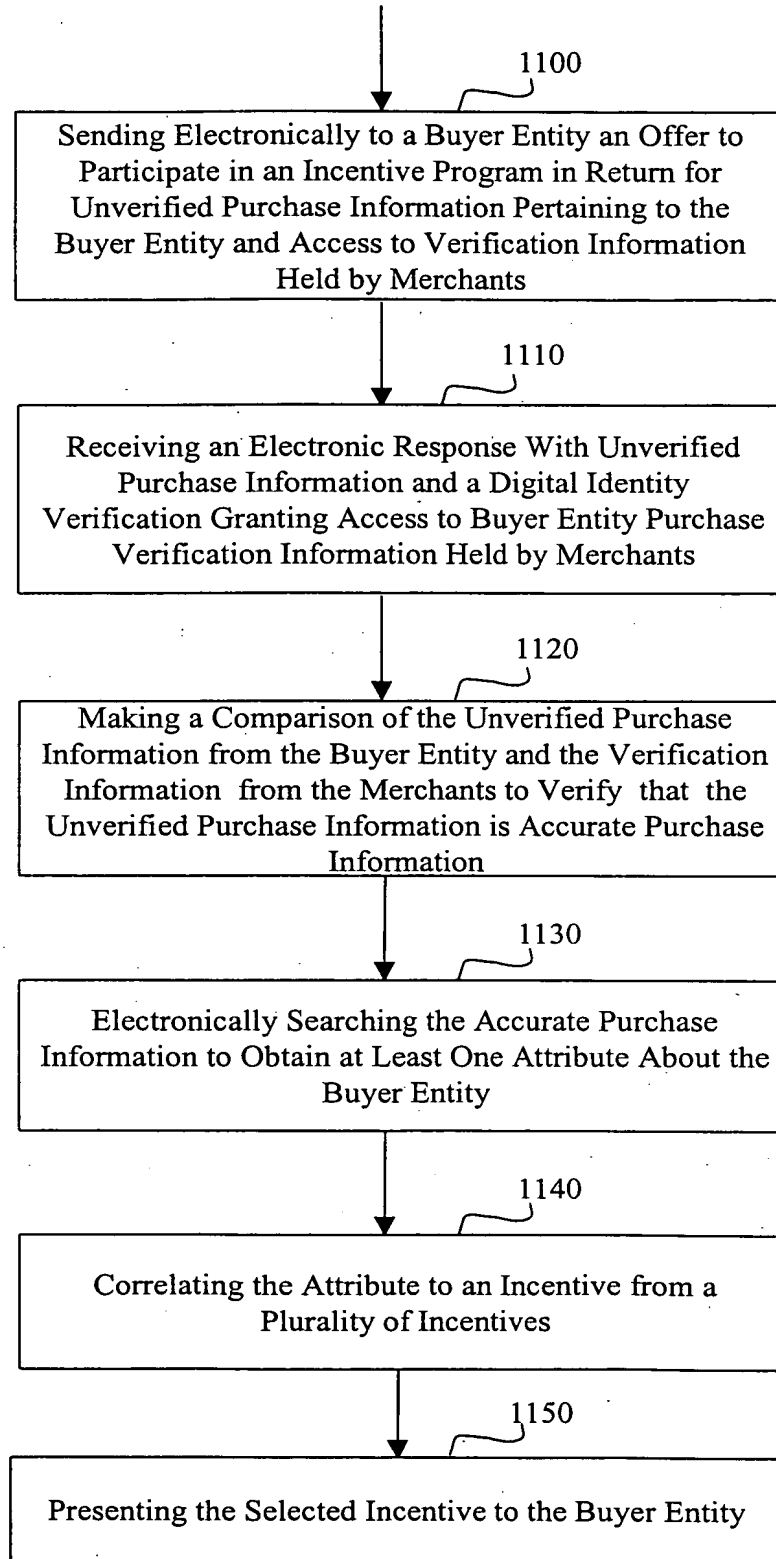 1100
Sending Electronically to a Buyer Entity an Offer to
Participate in an Incentive Program in Return for
Unverified Purchase Information Pertaining to the
Buyer Entity and Access to Verification Information
Held by Merchants
1110
Receiving an Electronic Response With Unverified
Purchase Information and a Digital Identity
Verification Granting Access to Buyer Entity Purchase
Verification Information Held by Merchants
1120
Making a Comparison of the Unverified Purchase
Information from the Buyer Entity and the Verification
Information from the Merchants to Verify that the
Unverified Purchase Information is Accurate Purchase
Information
1130
Electronically Searching the Accurate Purchase
Information to Obtain at Least One Attribute About the
Buyer Entity
1140
Correlating the Attribute to an Incentive from a
Plurality of Incentives
1150
Presenting the Selected Incentive to the Buyer Entity